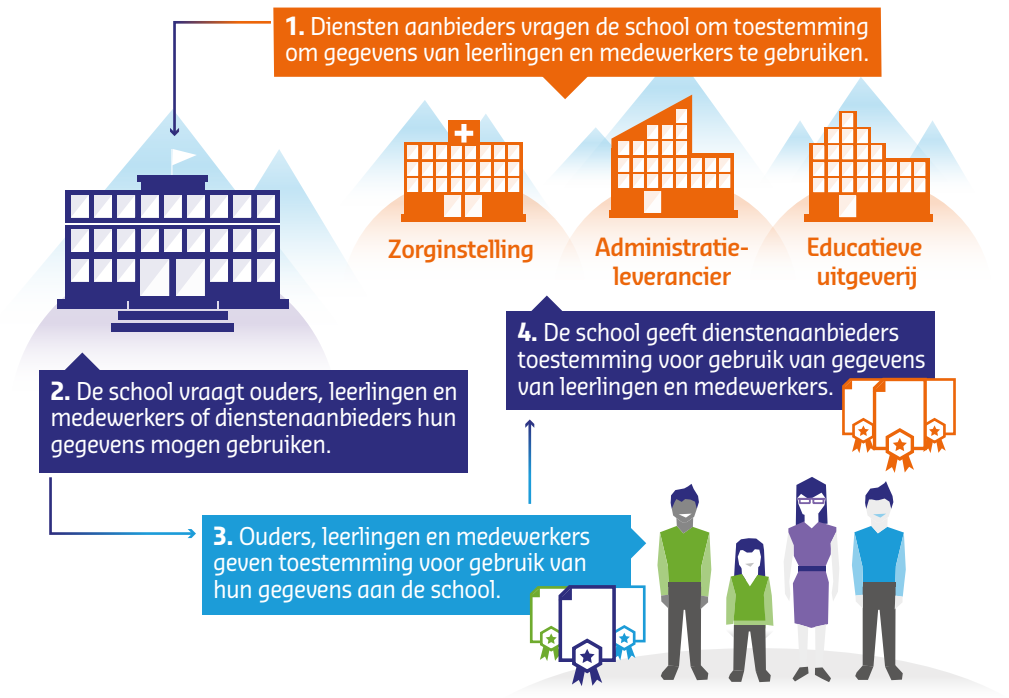 1. Diensten aanbieders vragen de school om toestemming
om gegevens van leerlingen en medewerkers te gebruiken.
Zorginstelling
Administratie-
leverancier
Educatieve
uitgeverij
2. De school vraagt ouders, leerlingen en
medewerkers of dienstenaanbieders hun
gegevens mogen gebruiken.
3. Ouders, leerlingen en medewerkers
geven toestemming voor gebruik van
hun gegevens aan de school.
4. De school geeft dienstenaanbieders
toestemming voor gebruik van gegevens
van leerlingen en medewerkers.